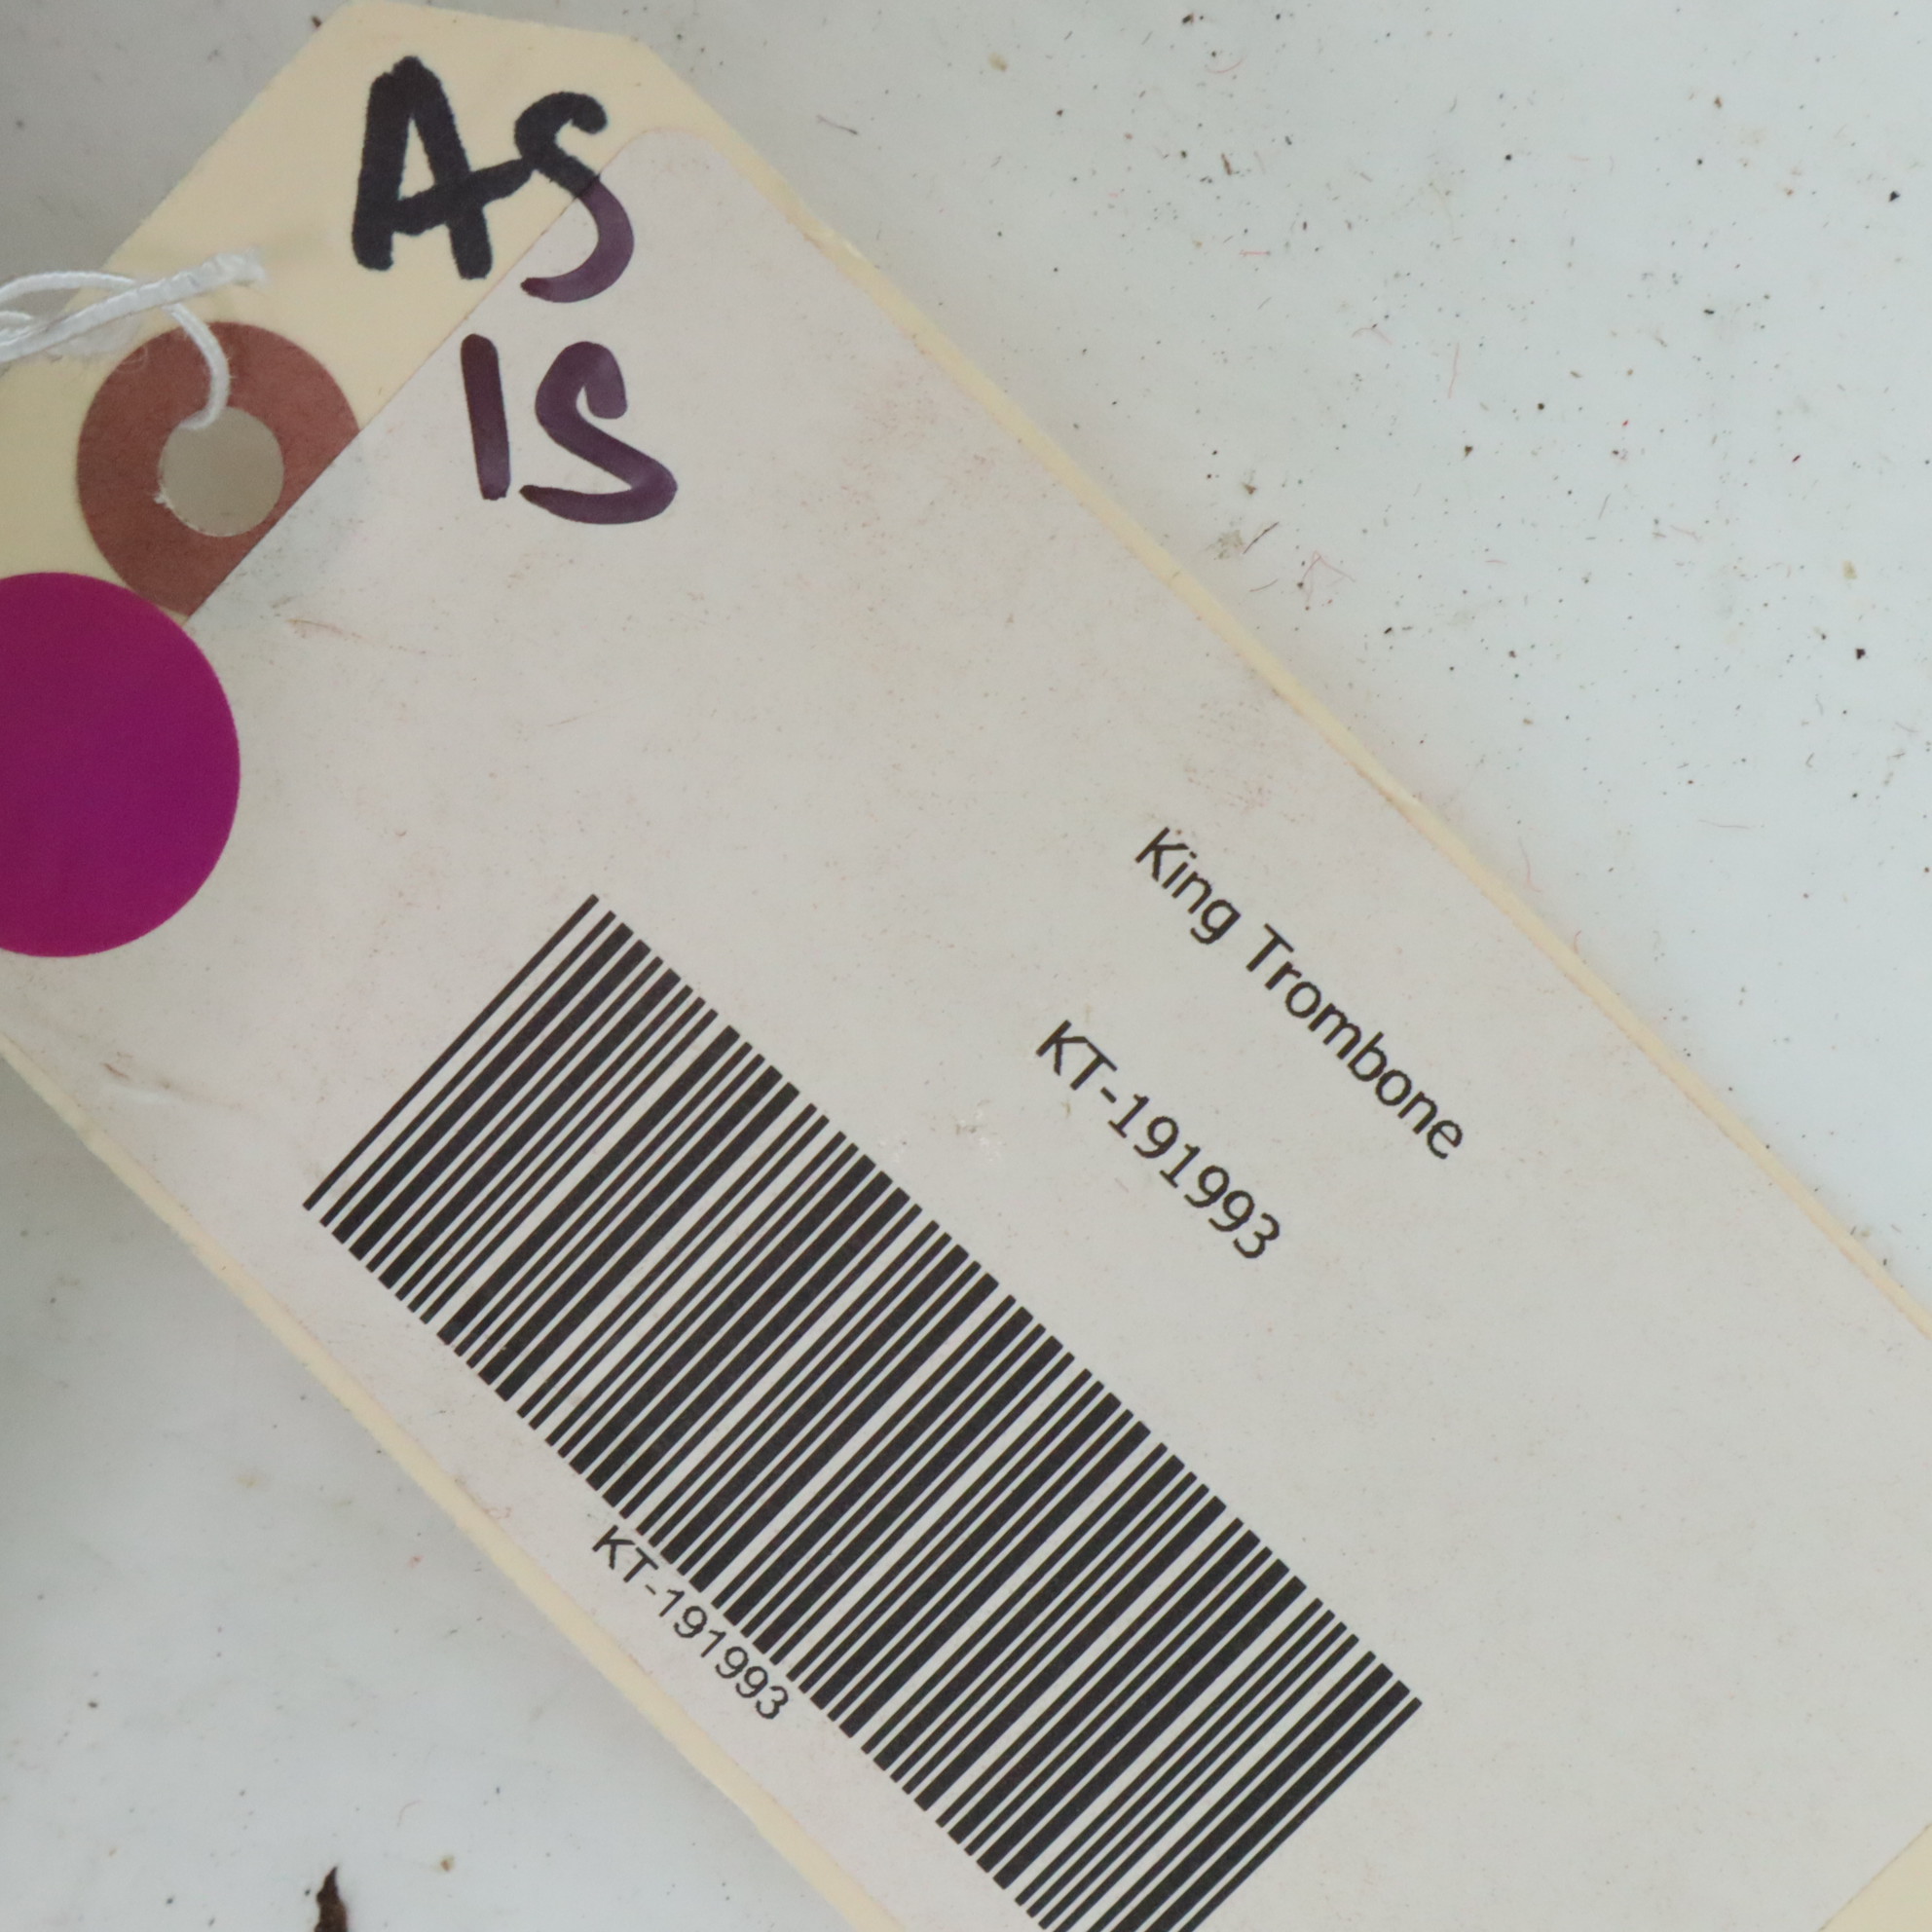 AS
IS
King Trombone
KT-191993
KT-191993